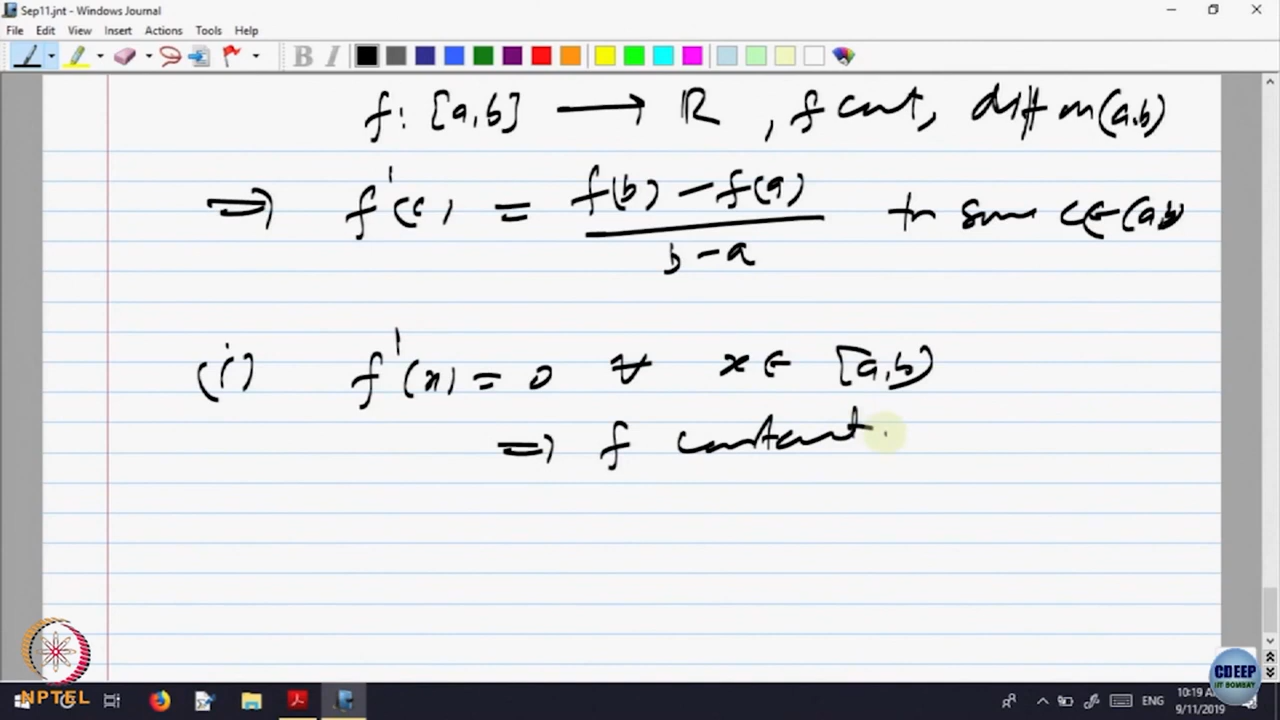 Sep11.jnt - Windows Journal
File Edit View Insert Actions Tools Help
B I
f: [a,b] → ℝ, f cont, diff on (a,b)
⇒ f'(c) = f(b) - f(a) / b - a for some c ∈ (a,b)
(i) f'(x) = 0 ∀ x ∈ [a,b)
⇒ f constant.
NPTEL
CDEEP
IIT BOMBAY
ENG
10:19 A
9/11/2019